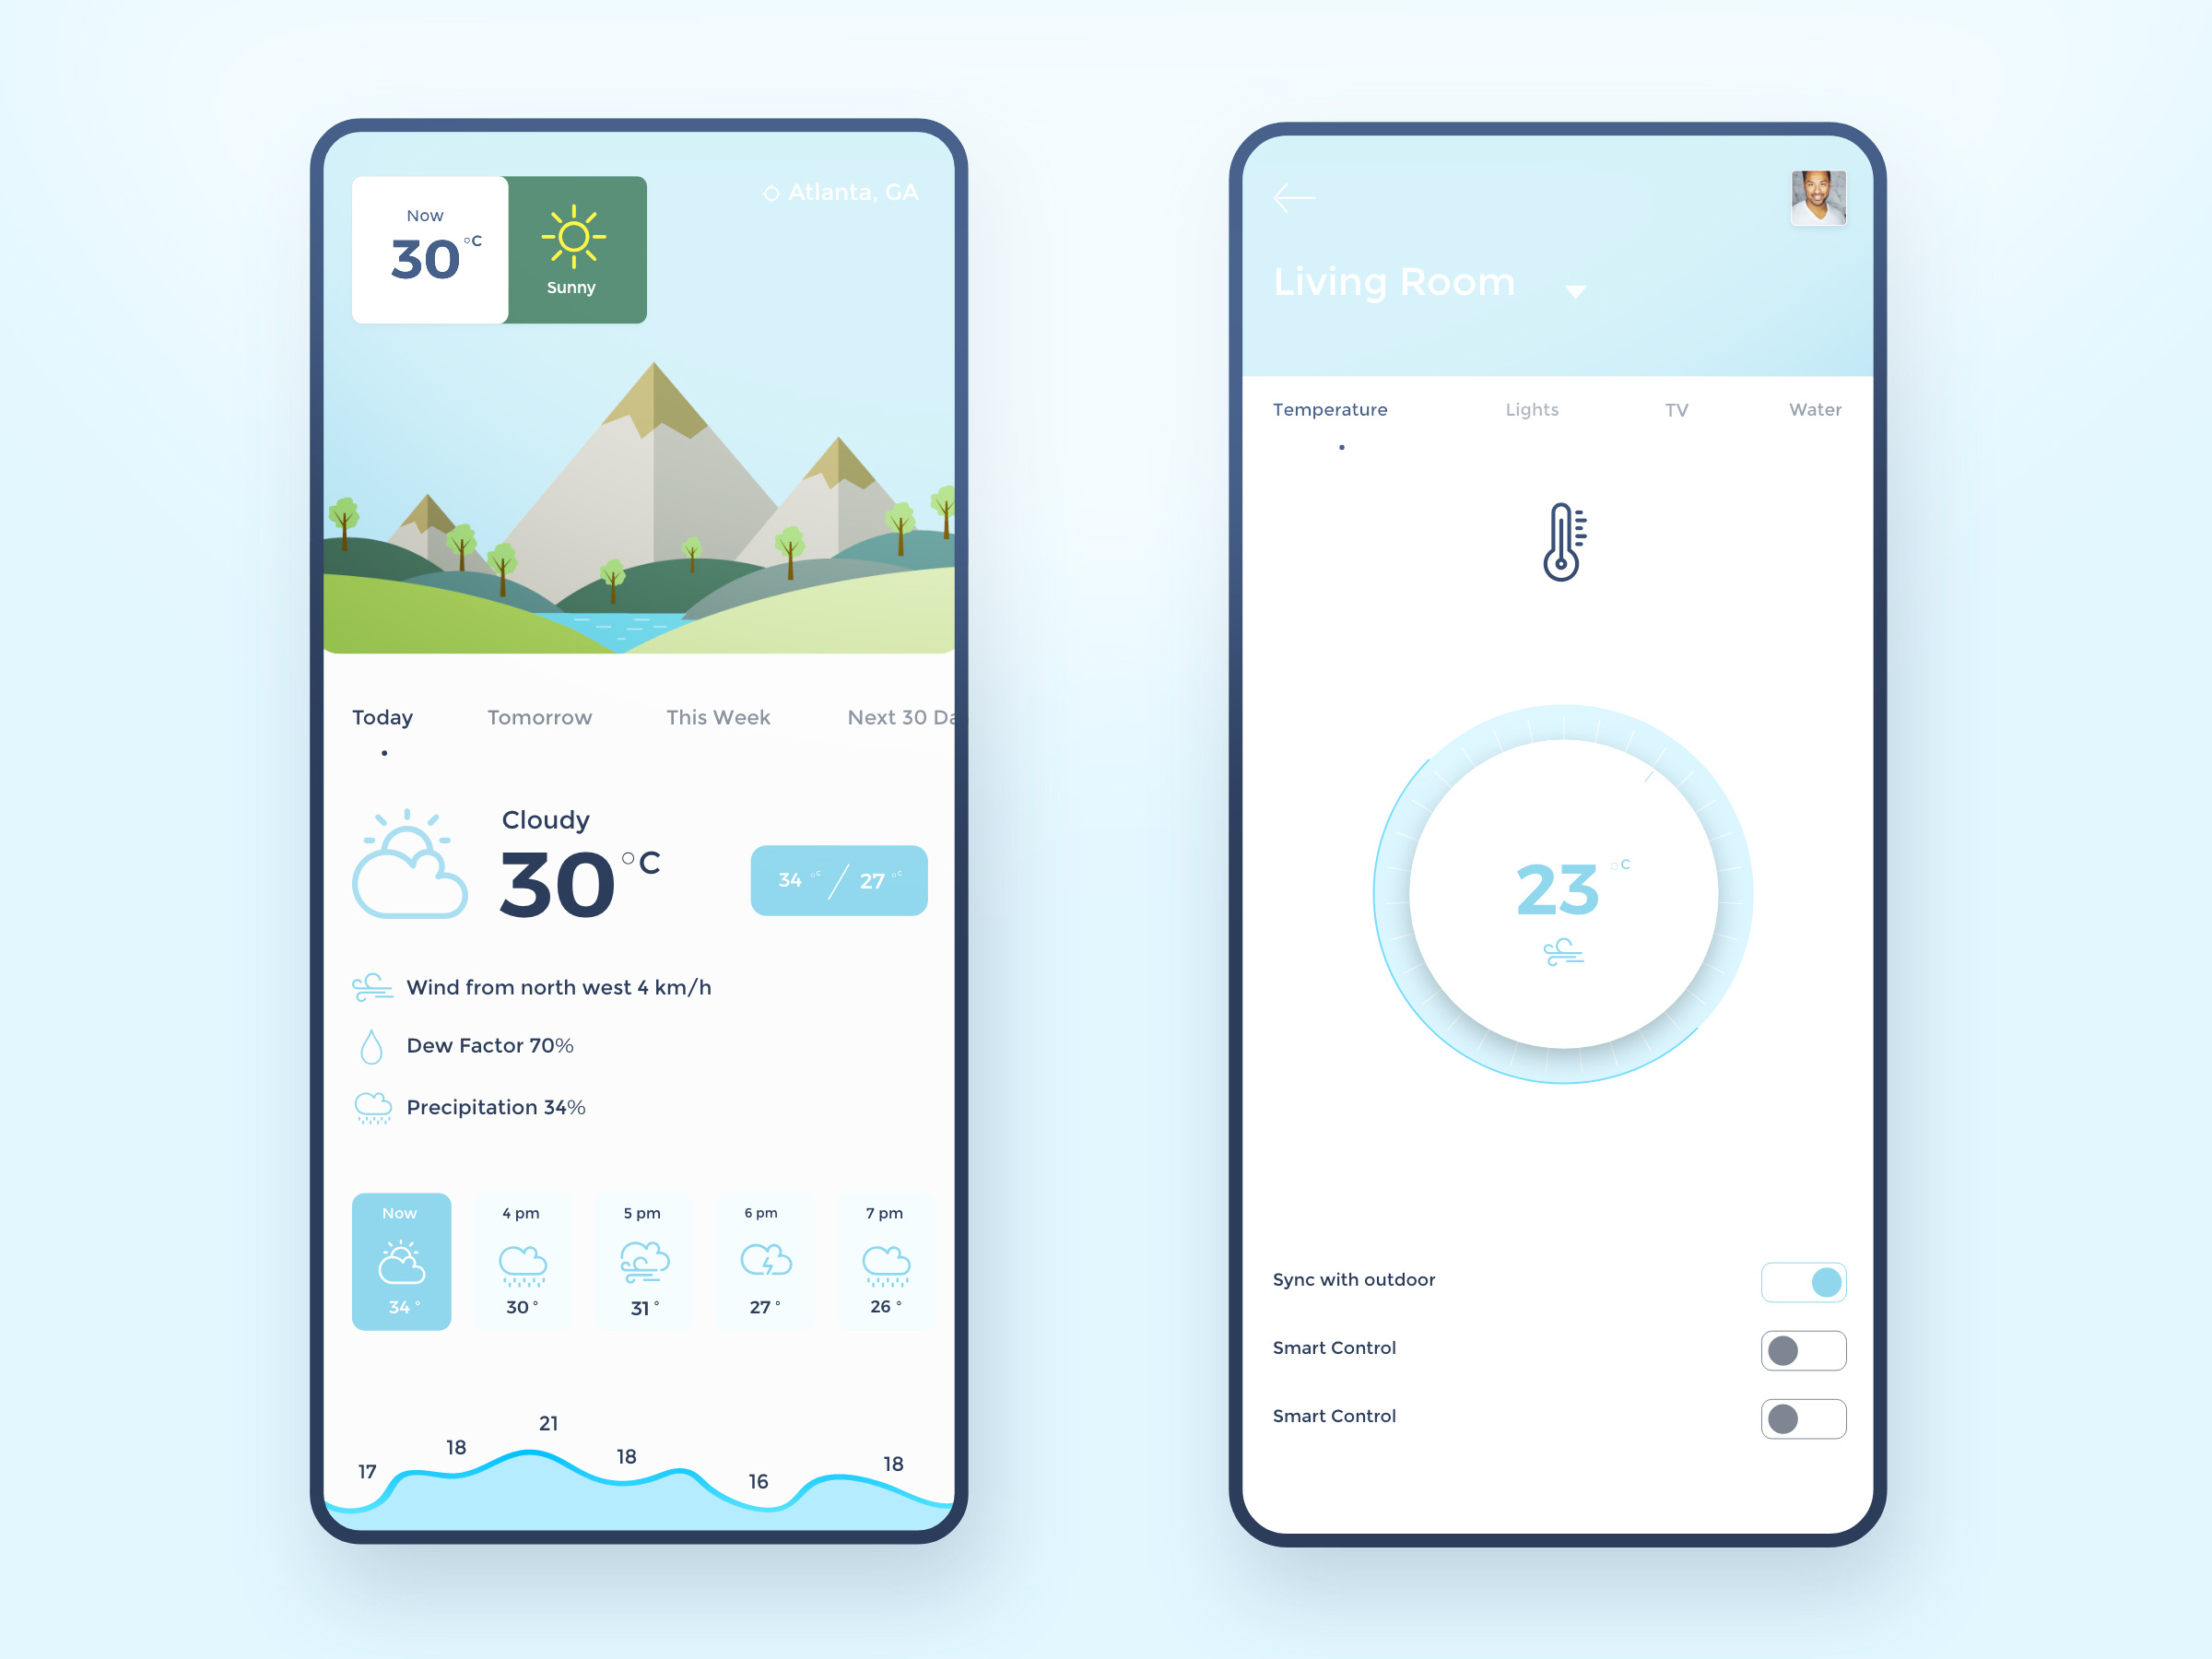 Now
30 °C
Sunny
Atlanta, GA
Today Tomorrow This Week Next 30 Da
Cloudy
30 °C
34 °C / 27 °C
Wind from north west 4 km/h
Dew Factor 70%
Precipitation 34%
Now 4 pm 5 pm 6 pm 7 pm
34 ° 30 ° 31 ° 27 ° 26 °
17 18 21 18 16 18
Living Room
Temperature Lights TV Water
23 °C
Sync with outdoor
Smart Control
Smart Control